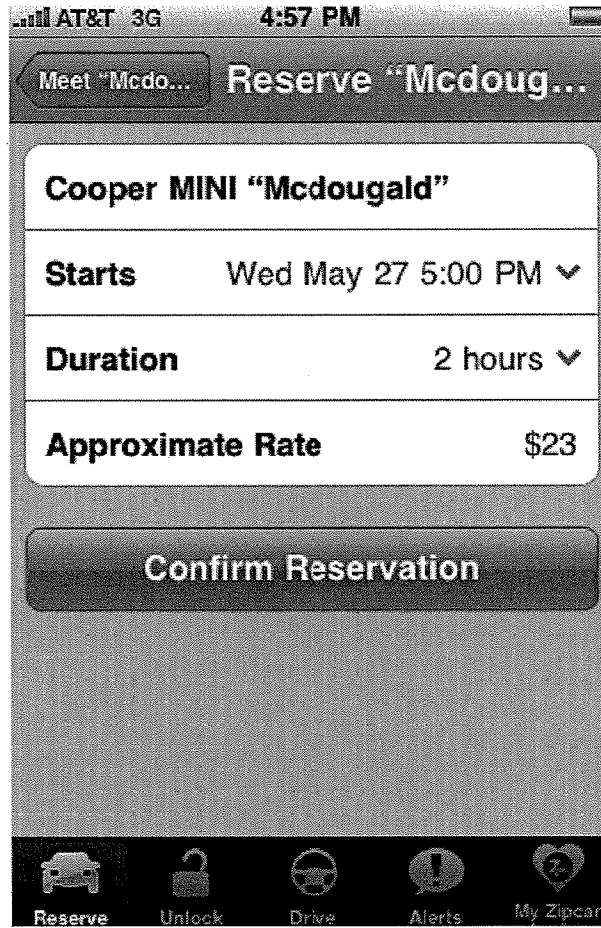 AT&T 3G 4:57 PM
Meet "Mcdo... Reserve "Mcdoug...
Cooper MINI "Mcdougald"
Starts Wed May 27 5:00 PM
Duration 2 hours
Approximate Rate $23
Confirm Reservation
Reserve Unlock Drive Alerts My Zipcar